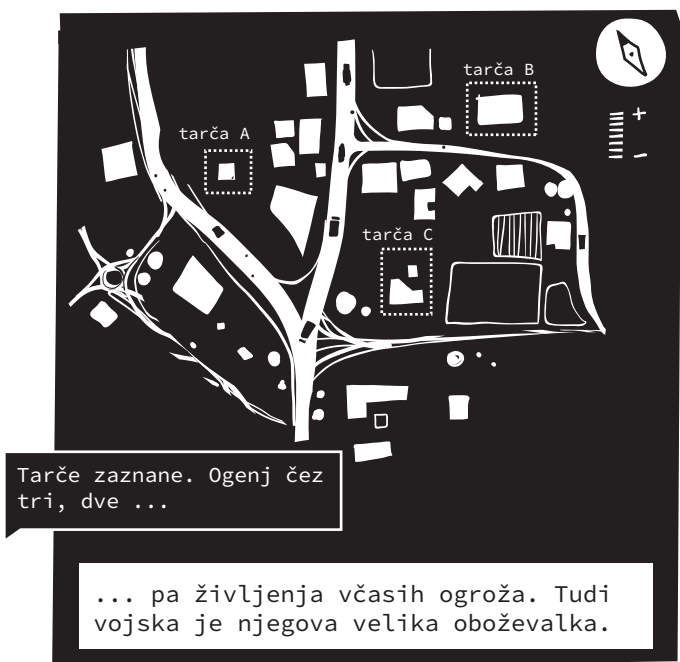 tarča B
tarča A
tarča C
Tarče zaznane. Ogenj čez
tri, dve ...
... pa življenja včasih ogroža. Tudi
vojska je njegova velika oboževalka.